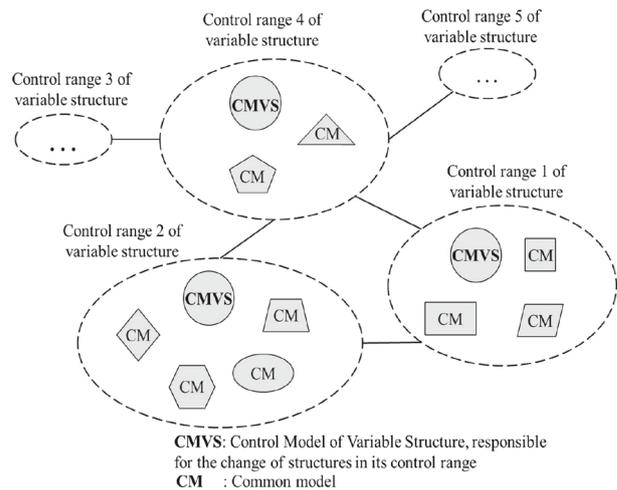 Control range 4 of
variable structure
Control range 5 of
variable structure
Control range 3 of
variable structure
...
...
CMVS
CM
CM
Control range 1 of
variable structure
Control range 2 of
variable structure
CMVS
CM
CM
CM
CMVS
CM
CM
CM
CM
CMVS: Control Model of Variable Structure, responsible
for the change of structures in its control range
CM : Common model